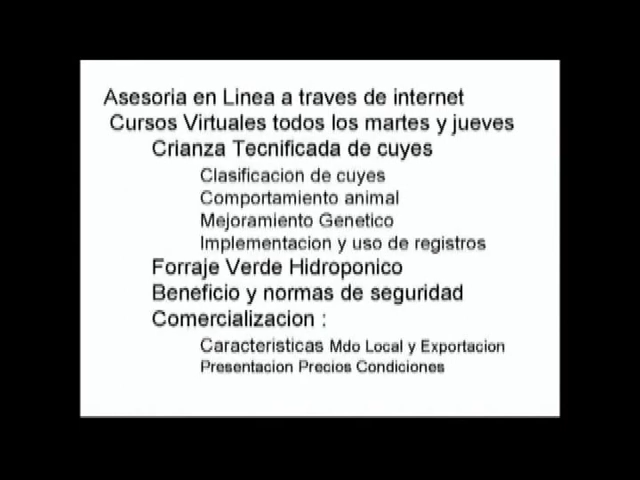 Asesoria en Linea a traves de internet
Cursos Virtuales todos los martes y jueves
Crianza Tecnificada de cuyes
Clasificacion de cuyes
Comportamiento animal
Mejoramiento Genetico
Implementacion y uso de registros
Forraje Verde Hidroponico
Beneficio y normas de seguridad
Comercializacion :
Caracteristicas Mdo Local y Exportacion
Presentacion Precios Condiciones